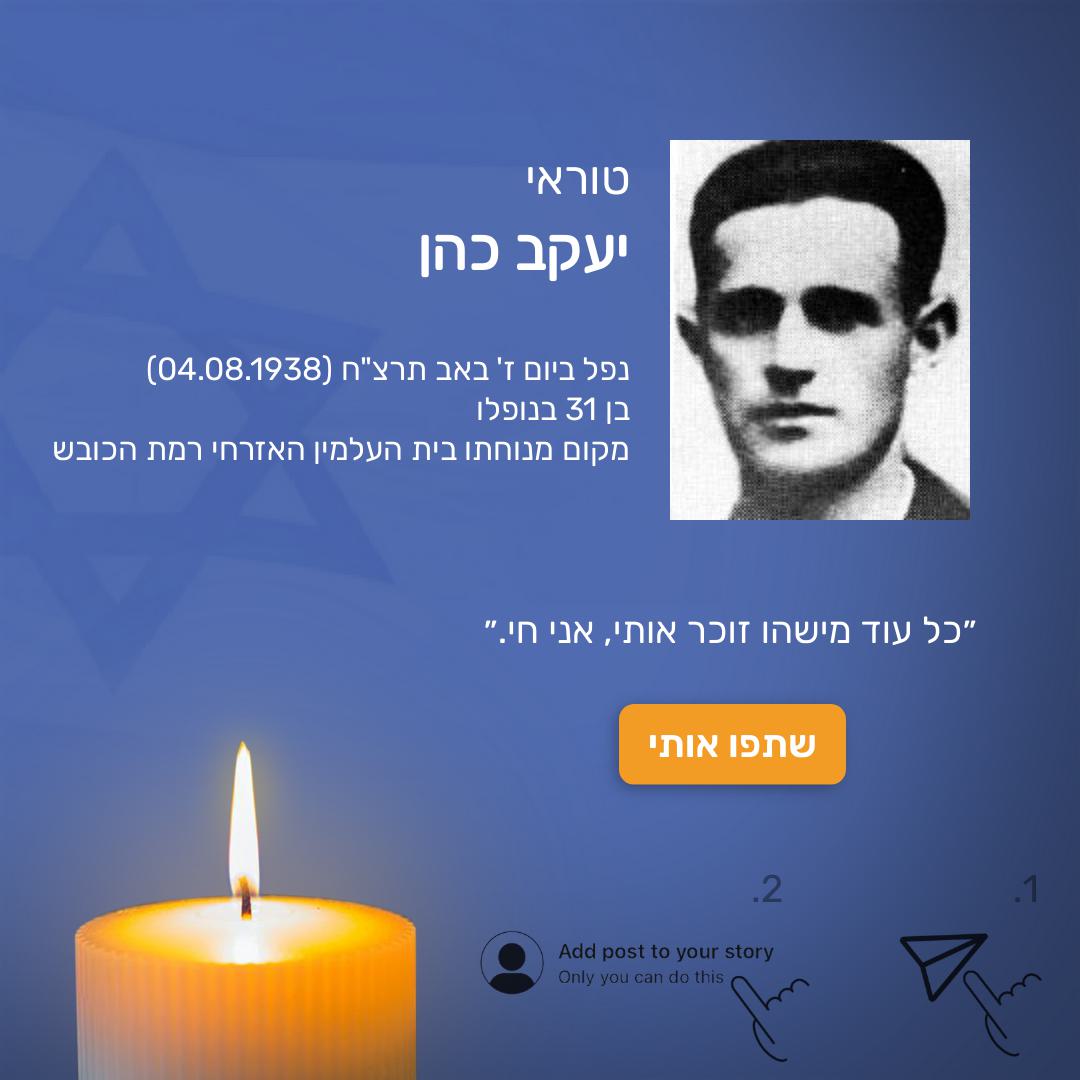 טוראי
יעקב כהן
נפל ביום ז' באב תרצ"ח (04.08.1938)
בן 31 בנופלו
מקום מנוחתו בית העלמין האזרחי רמת הכובש
״כל עוד מישהו זוכר אותי, אני חי.״
שתפו אותי
.1
.2
Add post to your story
Only you can do this